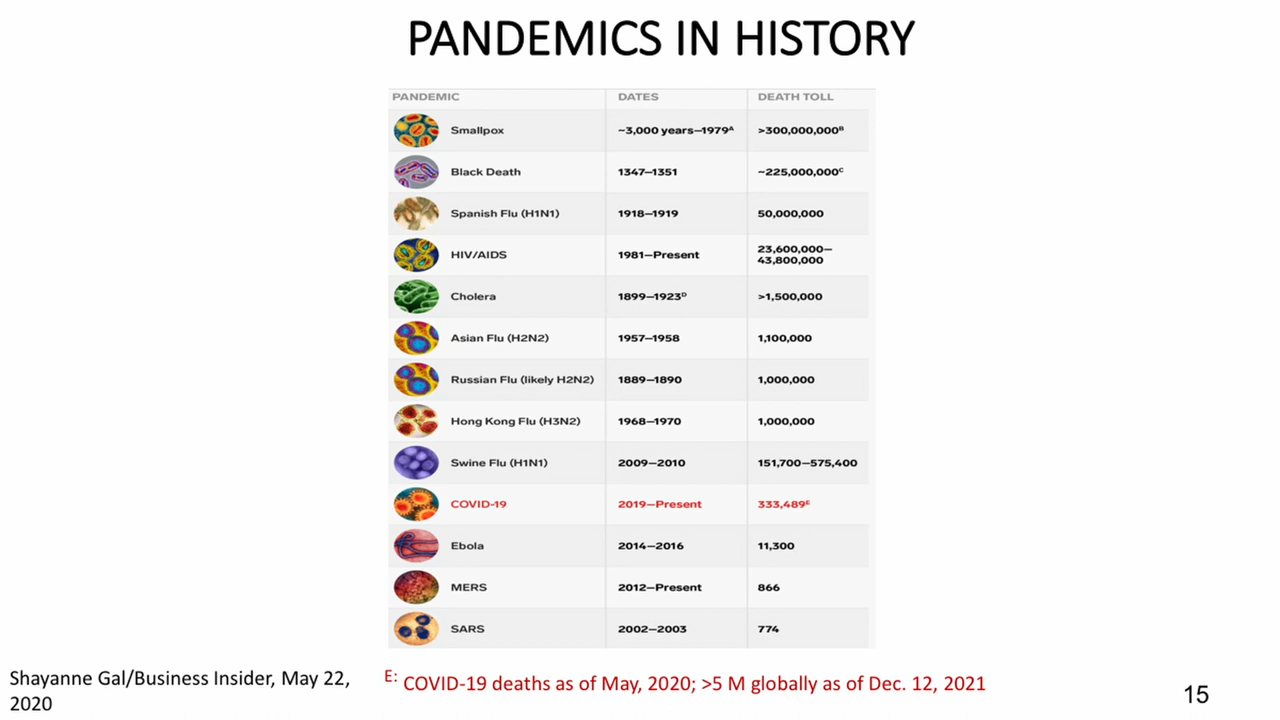 PANDEMICS IN HISTORY
PANDEMIC DATES DEATH TOLL
Smallpox ~3,000 years–1979ᴬ >300,000,000ᴮ
Black Death 1347–1351 ~225,000,000ᶜ
Spanish Flu (H1N1) 1918–1919 50,000,000
HIV/AIDS 1981–Present 23,600,000–
43,800,000
Cholera 1899–1923ᴰ >1,500,000
Asian Flu (H2N2) 1957–1958 1,100,000
Russian Flu (likely H2N2) 1889–1890 1,000,000
Hong Kong Flu (H3N2) 1968–1970 1,000,000
Swine Flu (H1N1) 2009–2010 151,700–575,400
COVID-19 2019–Present 333,489ᴱ
Ebola 2014–2016 11,300
MERS 2012–Present 866
SARS 2002–2003 774
Shayanne Gal/Business Insider, May 22,
2020
E: COVID-19 deaths as of May, 2020; >5 M globally as of Dec. 12, 2021
15